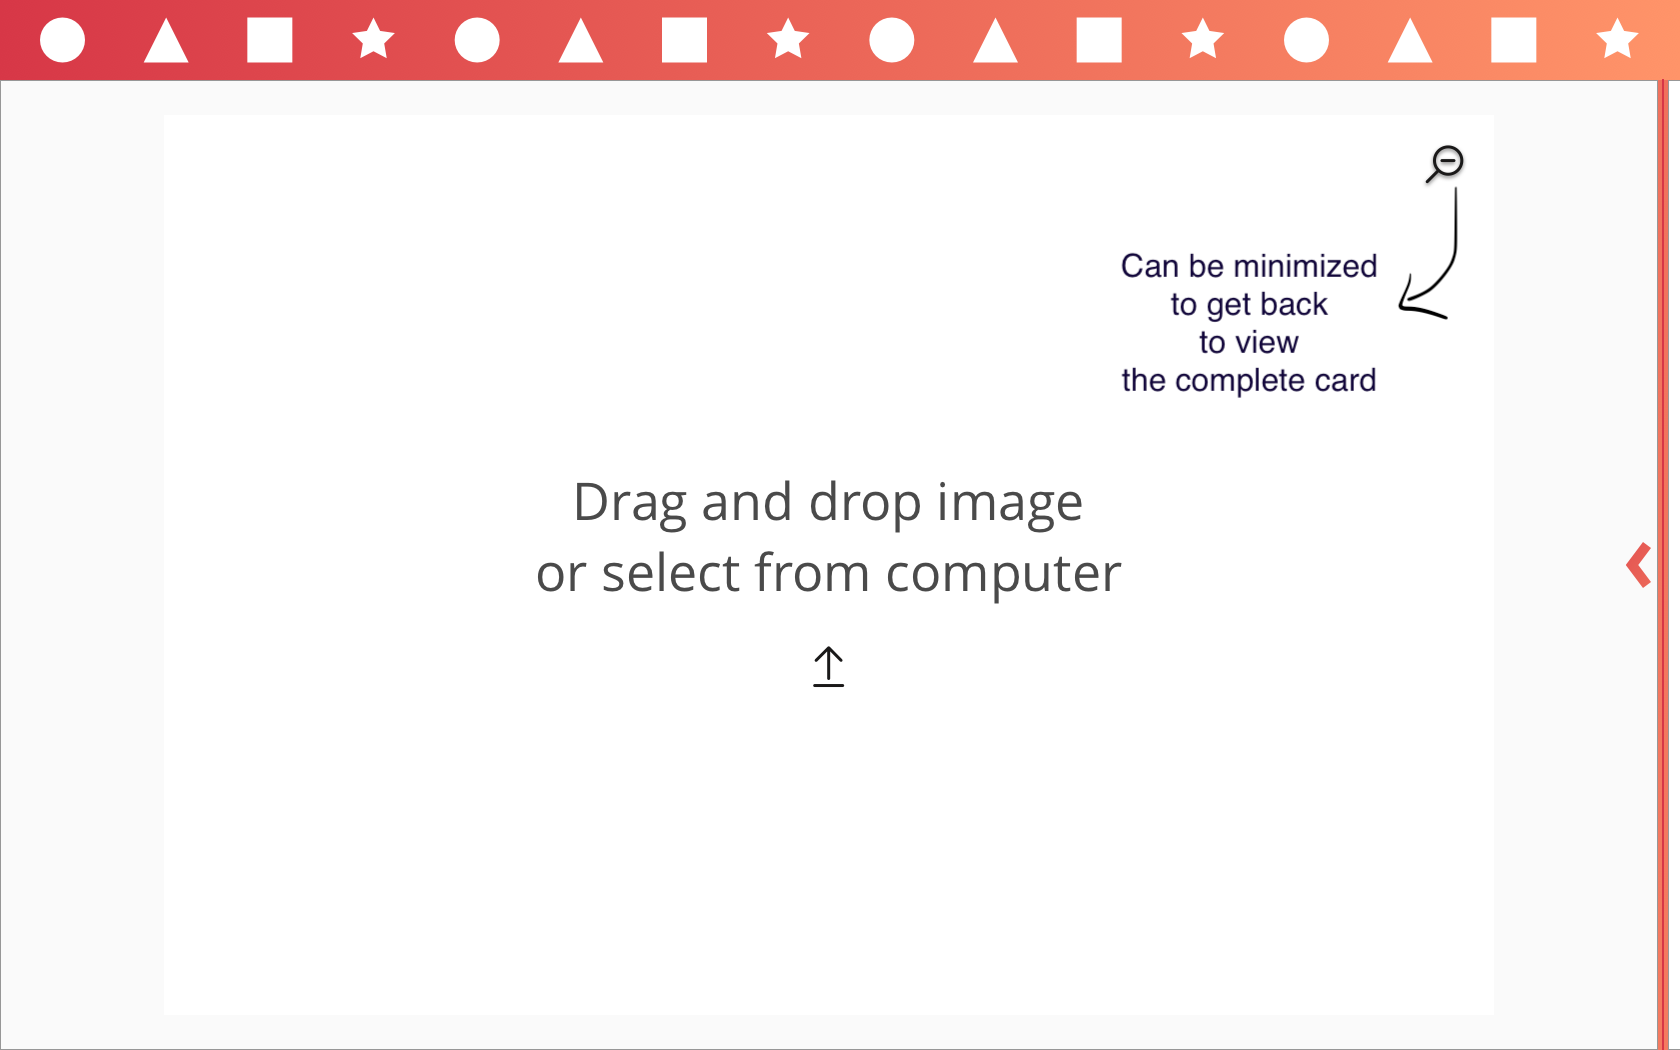 Can be minimized
to get back
to view
the complete card
Drag and drop image
or select from computer